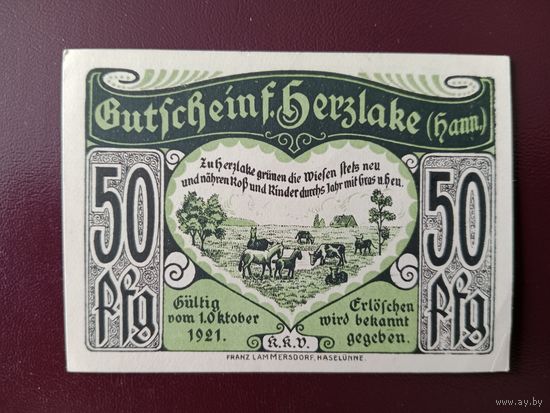 Gutschein f. Herzlake (Hann.)
Zu Herzlake grünen die Wiesen stets neu
und nähren Roß und Rinder durchs Jahr mit Gras u. Heu.
50
Pfg
50
Pfg
Gültig
vom 1. Oktober
1921.
K.K.V.
Erlöschen
wird bekannt
gegeben.
FRANZ LAMMERSDORF, HASELÜNNE.
www.ay.by